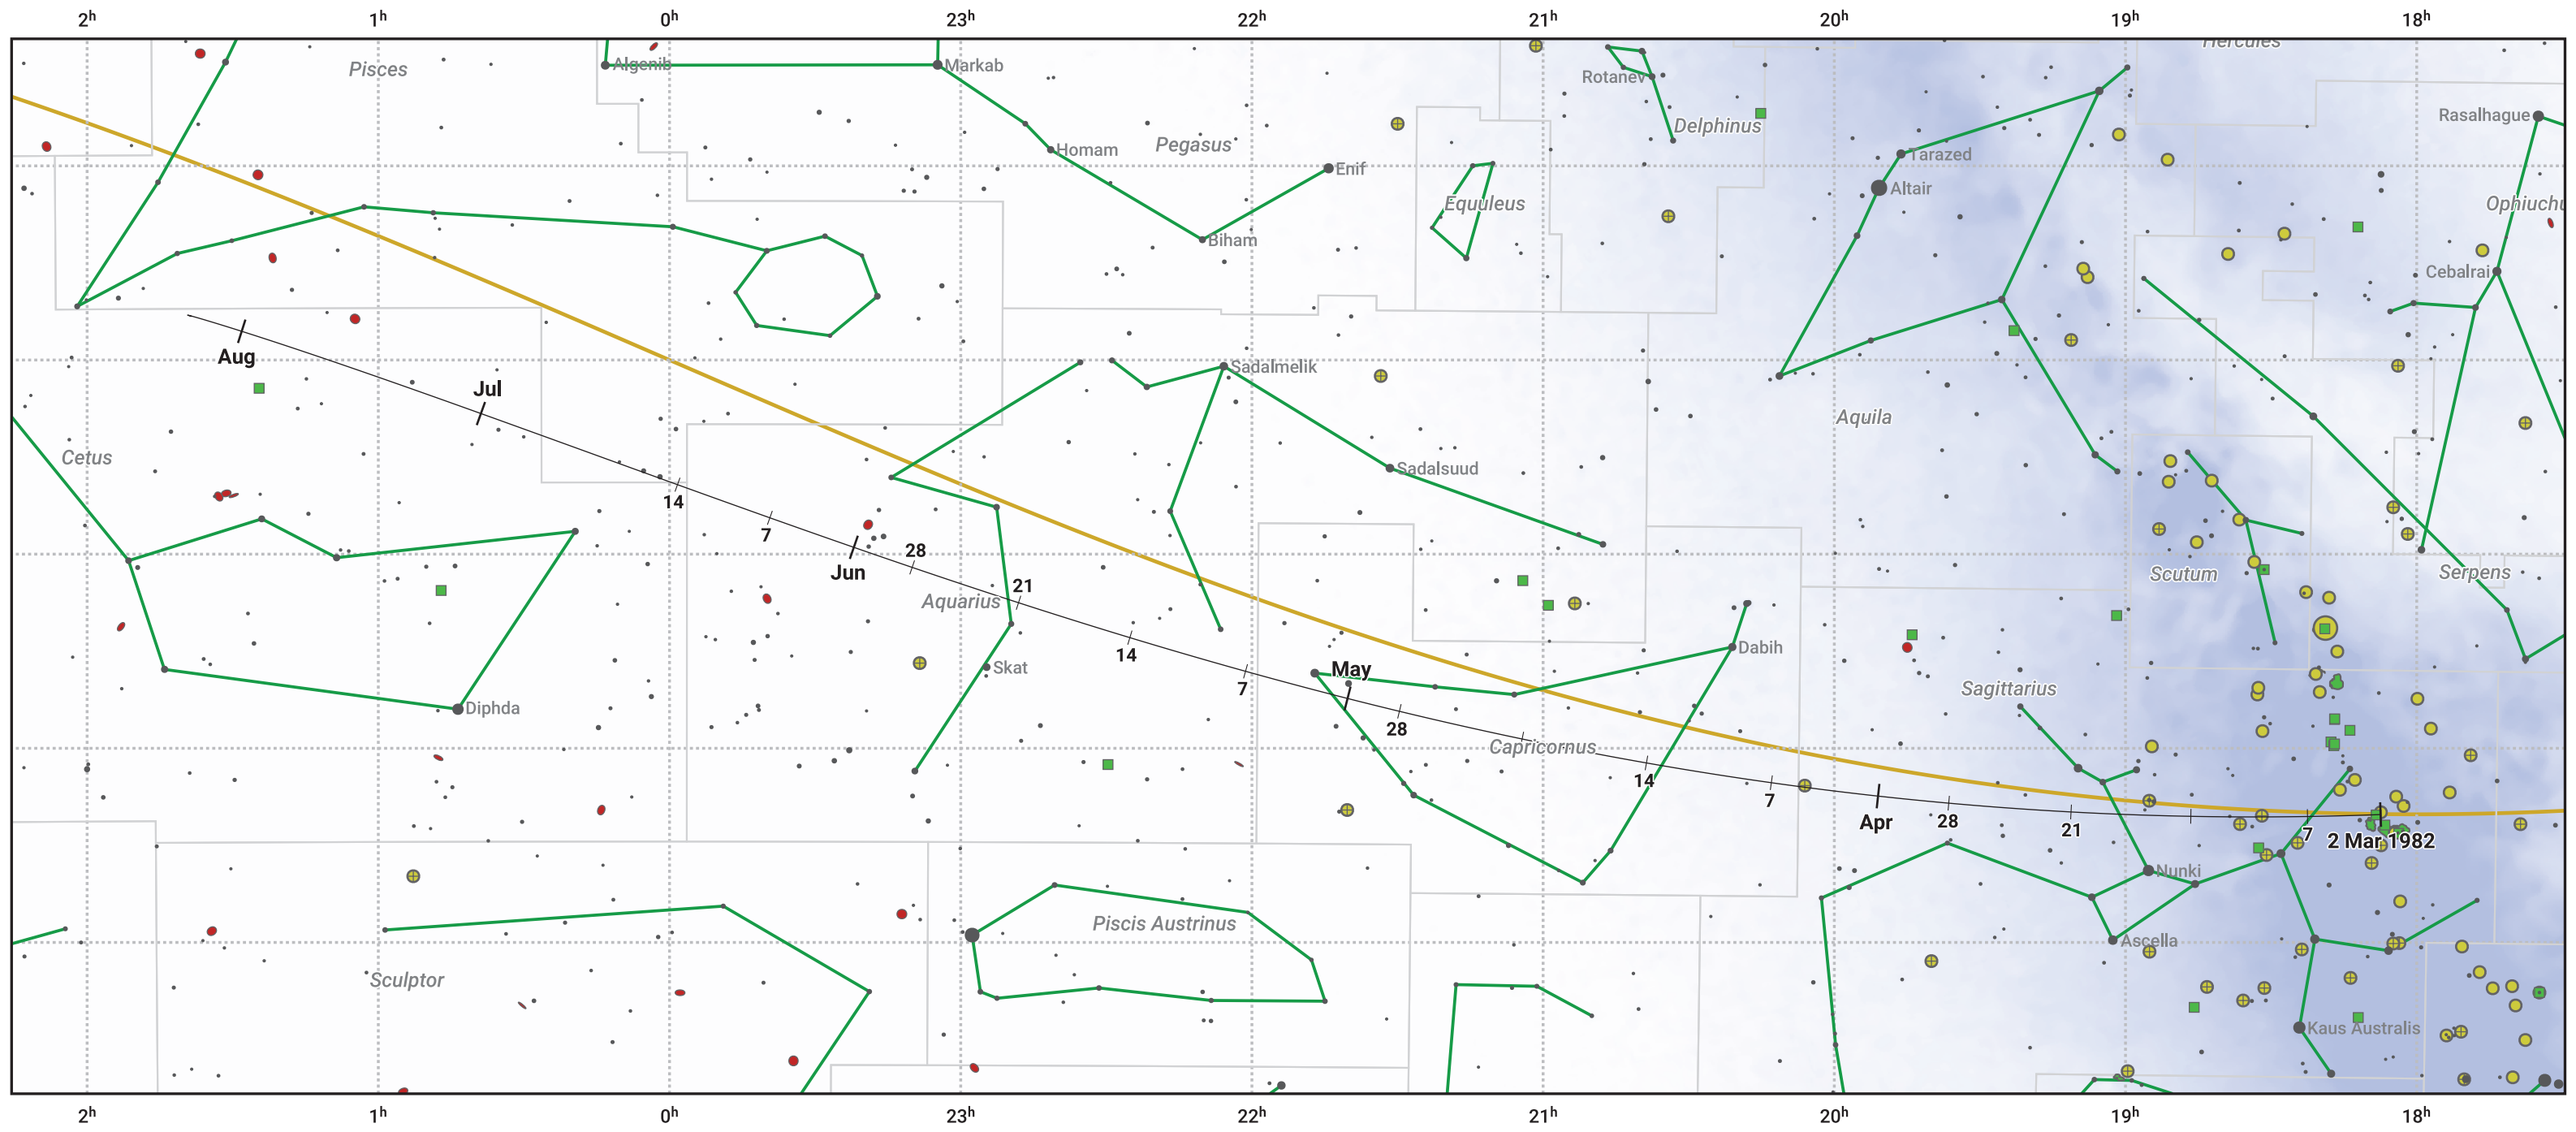 2h 1h 0h 23h 22h 21h 20h 19h 18h
Hercules
Pisces
Algenib
Markab
Rotanev
Rasalhague
Delphinus
Pegasus
Homam
Tarazed
Enif
Altair
Equuleus
Ophiuchu
Biham
Cebalrai
Aug
Sadalmelik
Jul
Aquila
Cetus
Sadalsuud
14
7
28
Jun
Scutum
Serpens
21
Aquarius
Dabih
14
Skat
May
7
Sagittarius
Diphda
28
Capricornus
14
7
Apr
28
21
7
2 Mar 1982
Nunki
Piscis Austrinus
Ascella
Sculptor
Kaus Australis
2h 1h 0h 23h 22h 21h 20h 19h 18h